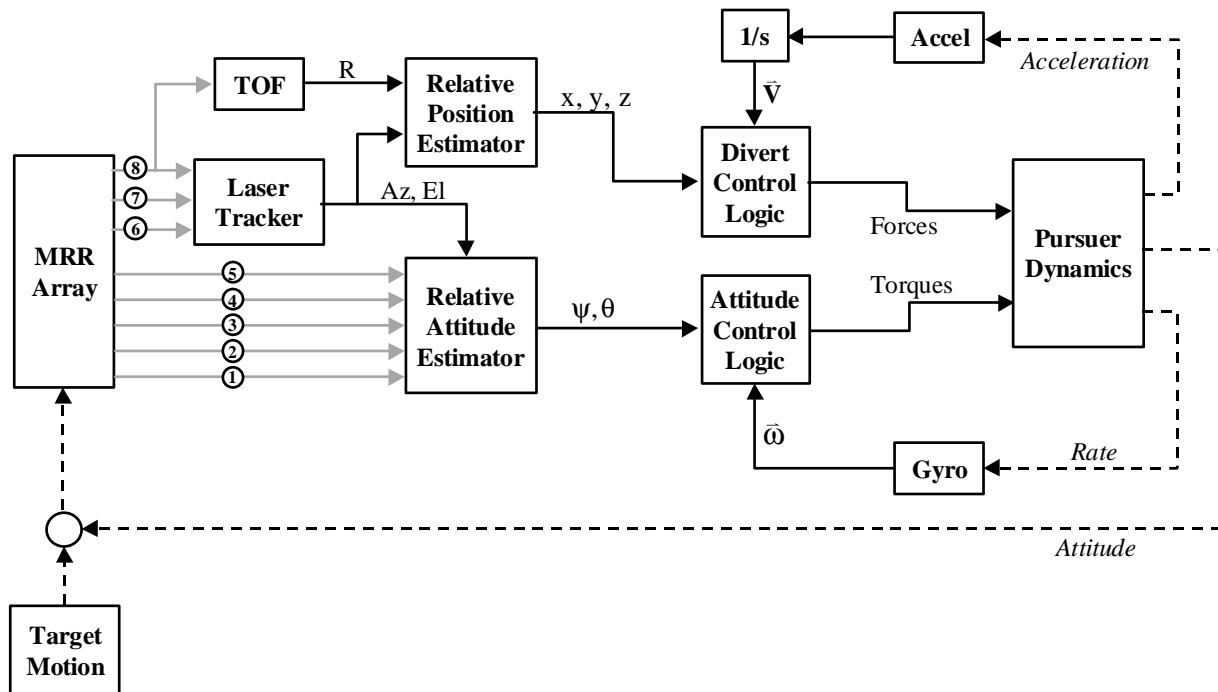 1/s
Accel
Acceleration
TOF
R
Relative
Position
Estimator
x, y, z
V̄
Divert
Control
Logic
Forces
MRR
Array
8
7
6
5
4
3
2
1
Laser
Tracker
Az, El
Relative
Attitude
Estimator
ψ, θ
Attitude
Control
Logic
Torques
Pursuer
Dynamics
ω̄
Gyro
Rate
Attitude
Target
Motion